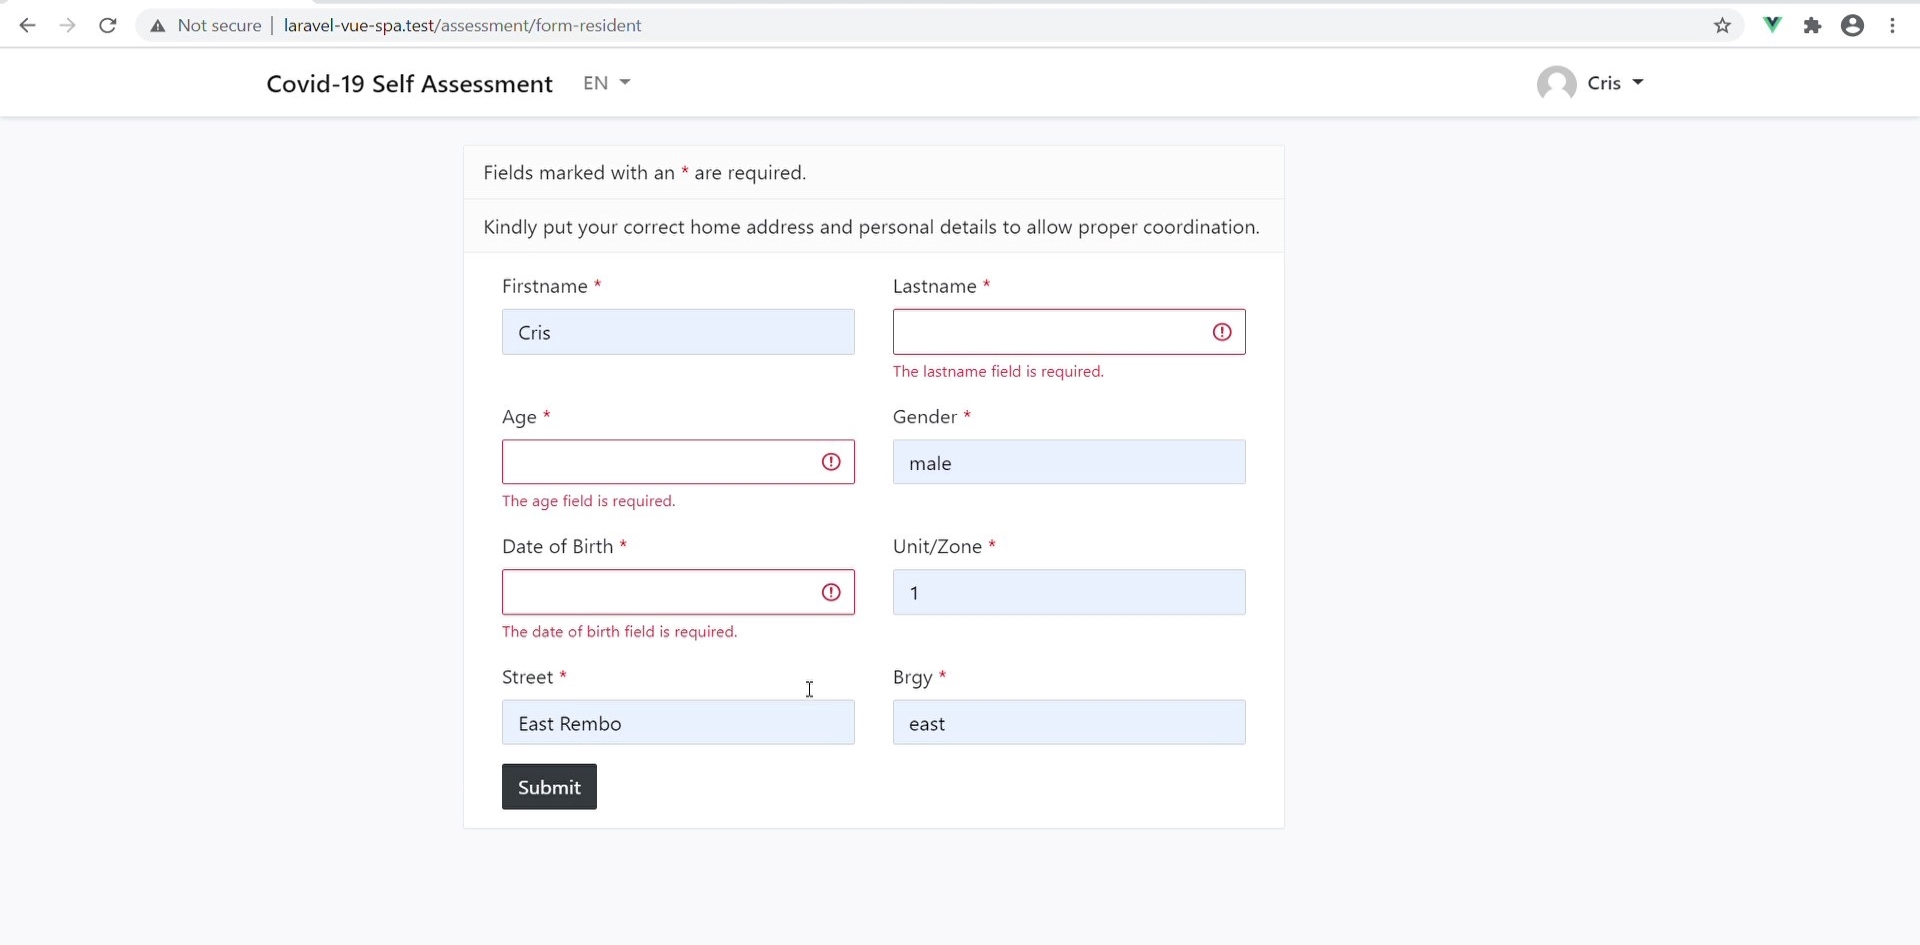 Not secure | laravel-vue-spa.test/assessment/form-resident
Covid-19 Self Assessment EN Cris
Fields marked with an * are required.
Kindly put your correct home address and personal details to allow proper coordination.
Firstname * Lastname *
Cris
The lastname field is required.
Age * Gender *
male
The age field is required.
Date of Birth * Unit/Zone *
1
The date of birth field is required.
Street * Brgy *
East Rembo east
Submit